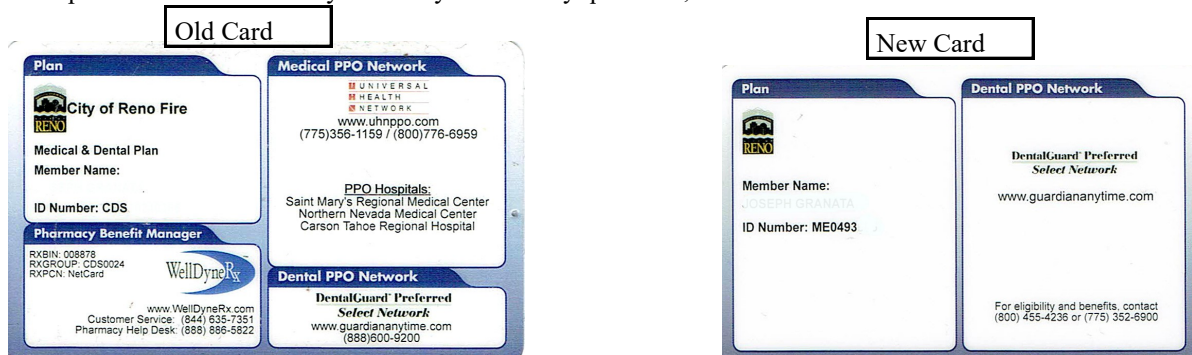 Old Card
New Card
Plan
RENO
City of Reno Fire
Medical & Dental Plan
Member Name:
ID Number: CDS
Pharmacy Benefit Manager
RXBIN: 008878
RXGROUP: CDS0024
RXPCN: NetCard
WellDyneRx
www.WellDyneRx.com
Customer Service: (844) 635-7351
Pharmacy Help Desk: (888) 886-5822
Medical PPO Network
UNIVERSAL
HEALTH
NETWORK
www.uhnppo.com
(775)356-1159 / (800)776-6959
PPO Hospitals:
Saint Mary's Regional Medical Center
Northern Nevada Medical Center
Carson Tahoe Regional Hospital
Dental PPO Network
DentalGuard® Preferred
Select Network
www.guardiananytime.com
(888)600-9200
Plan
RENO
Member Name:
JOSEPH GRANATA
ID Number: ME0493
Dental PPO Network
DentalGuard® Preferred
Select Network
www.guardiananytime.com
For eligibility and benefits, contact
(800) 455-4236 or (775) 352-6900